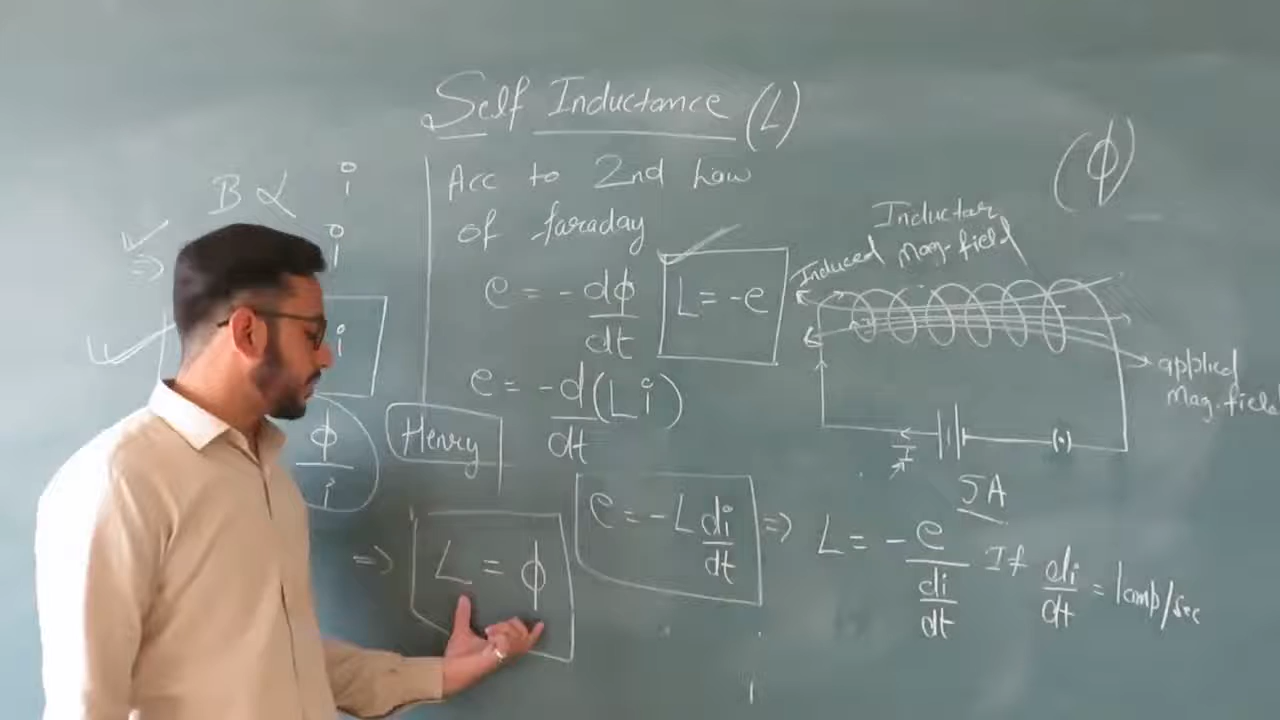 Self Inductance (L)
B α i
⇒ i
i
ϕ
i
⇒ L = ϕ
Henry
Acc to 2nd Law
of faraday
e = -dϕ
dt
L = -e
e = -d(Li)
dt
e = -L di
dt
⇒ L = -e
di
dt
If di = 1amp/sec
dt
(ϕ)
Inductor
Induced Mag.field
applied
Mag.field
I
5A